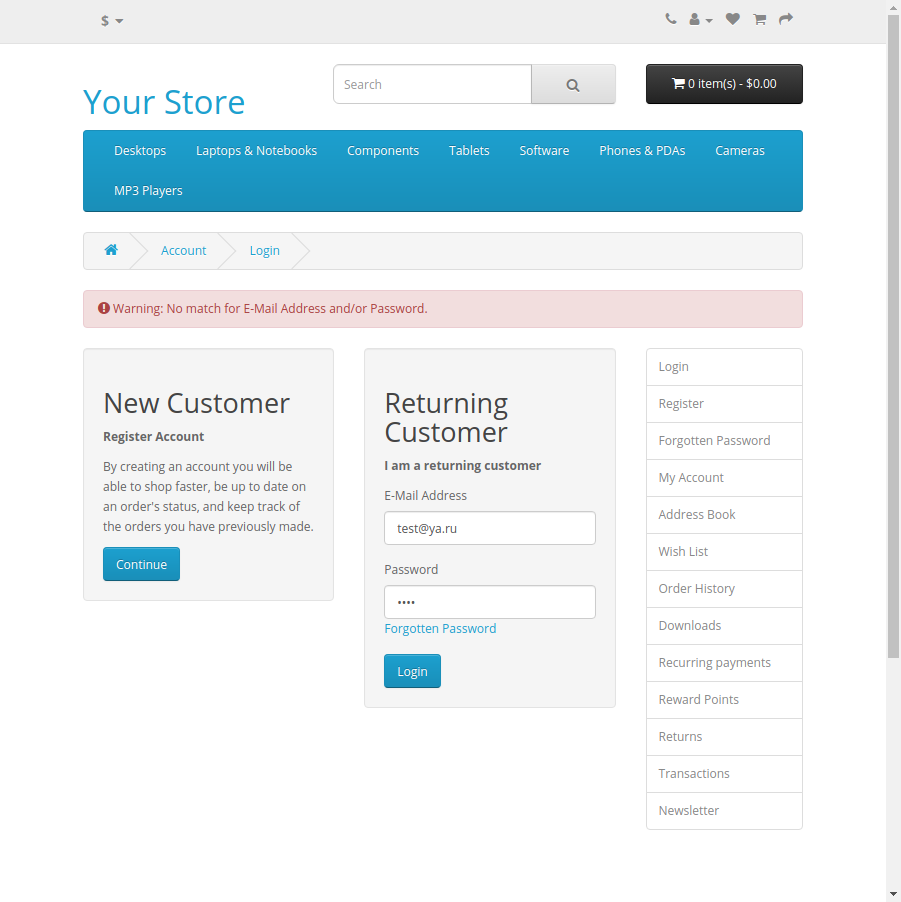 $
Your Store
Search
0 item(s) - $0.00
Desktops Laptops & Notebooks Components Tablets Software Phones & PDAs Cameras
MP3 Players
Account Login
Warning: No match for E-Mail Address and/or Password.
New Customer
Register Account
By creating an account you will be
able to shop faster, be up to date on
an order's status, and keep track of
the orders you have previously made.
Continue
Returning
Customer
I am a returning customer
E-Mail Address
test@ya.ru
Password
••••
Forgotten Password
Login
Login
Register
Forgotten Password
My Account
Address Book
Wish List
Order History
Downloads
Recurring payments
Reward Points
Returns
Transactions
Newsletter